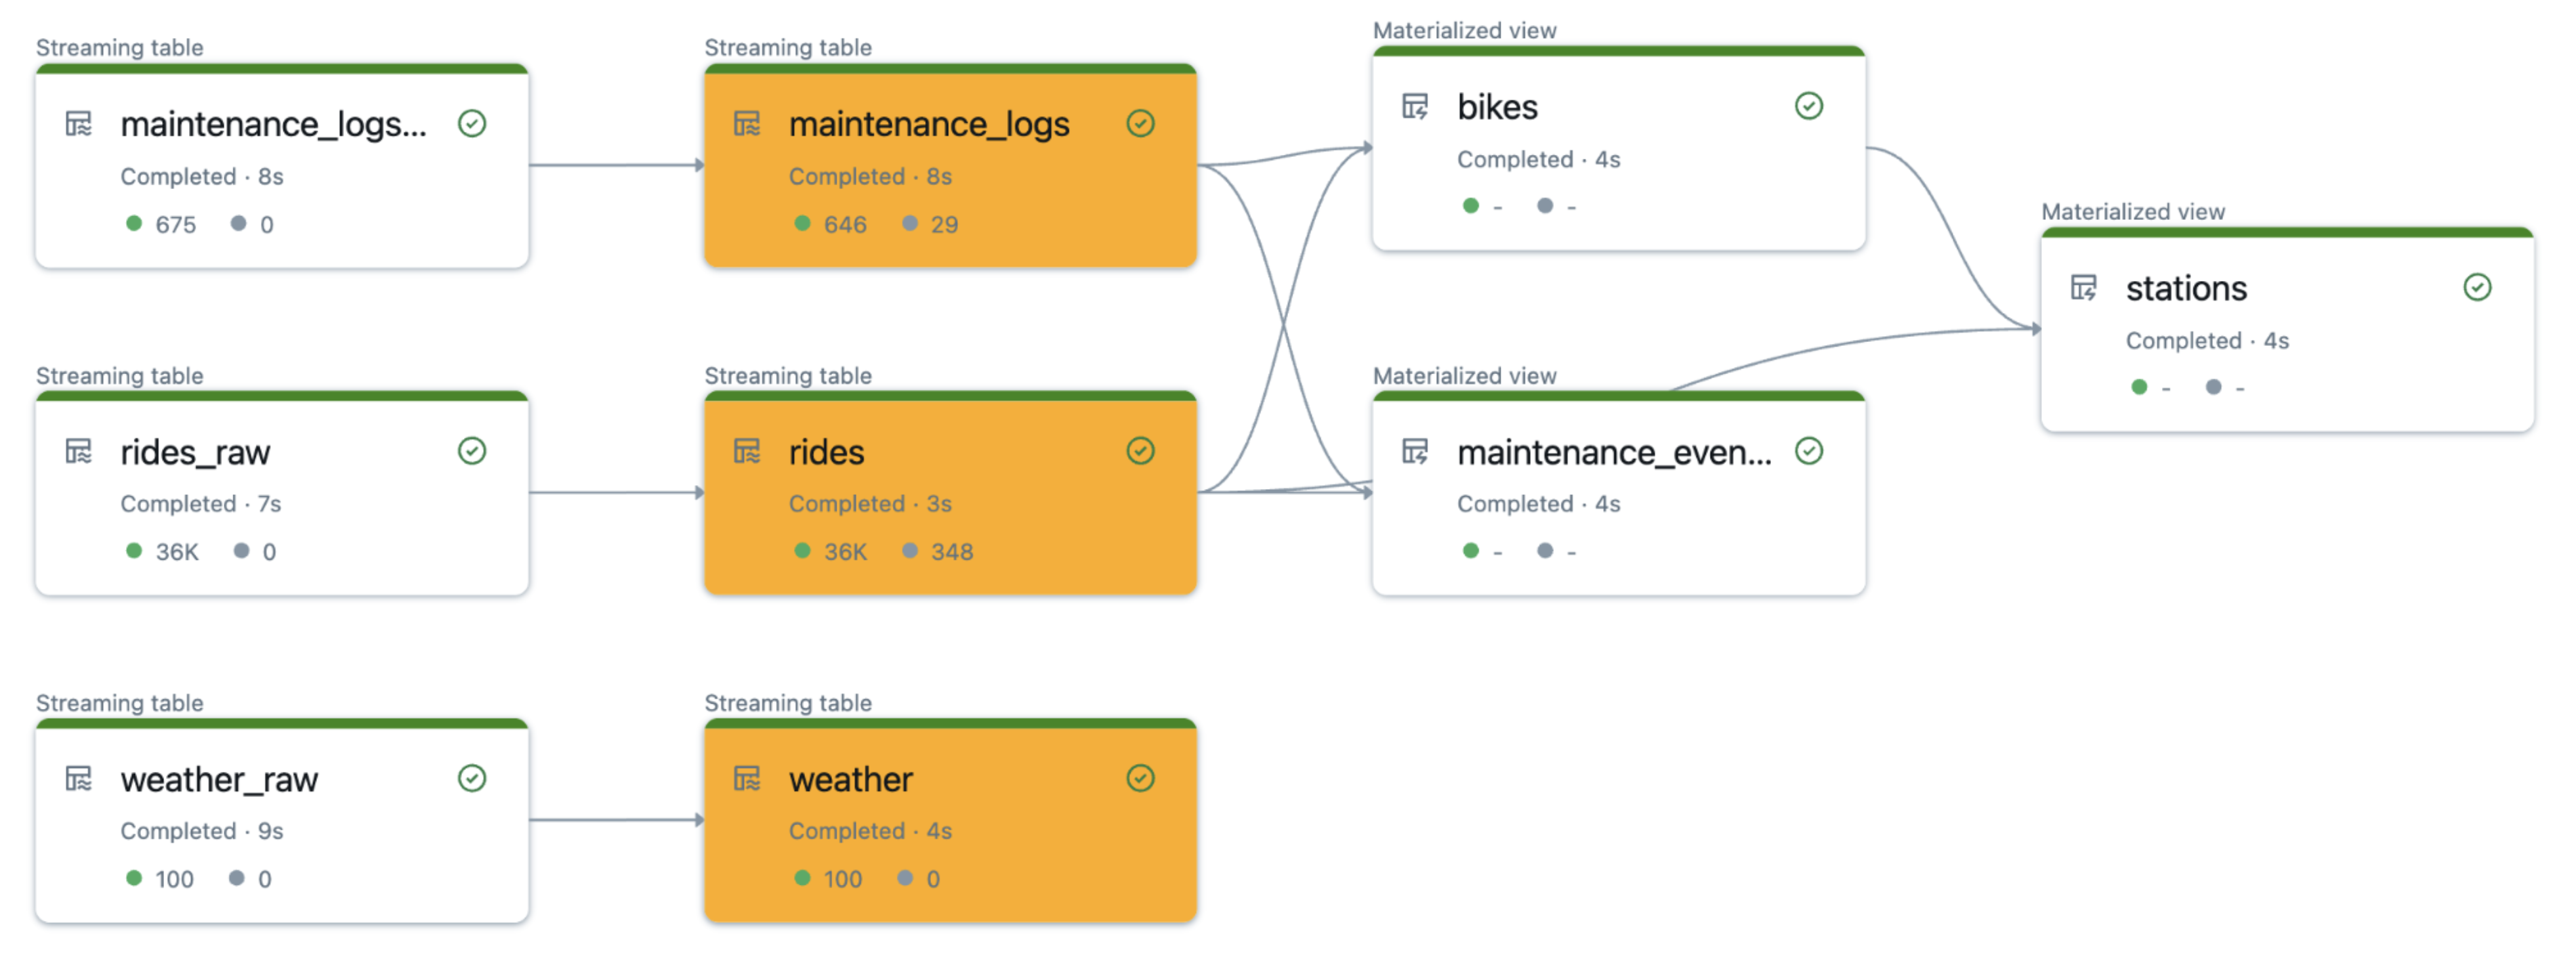 Streaming table
maintenance_logs...
Completed · 8s
675 0
Streaming table
maintenance_logs
Completed · 8s
646 29
Materialized view
bikes
Completed · 4s
- -
Materialized view
stations
Completed · 4s
- -
Streaming table
rides_raw
Completed · 7s
36K 0
Streaming table
rides
Completed · 3s
36K 348
Materialized view
maintenance_even...
Completed · 4s
- -
Streaming table
weather_raw
Completed · 9s
100 0
Streaming table
weather
Completed · 4s
100 0